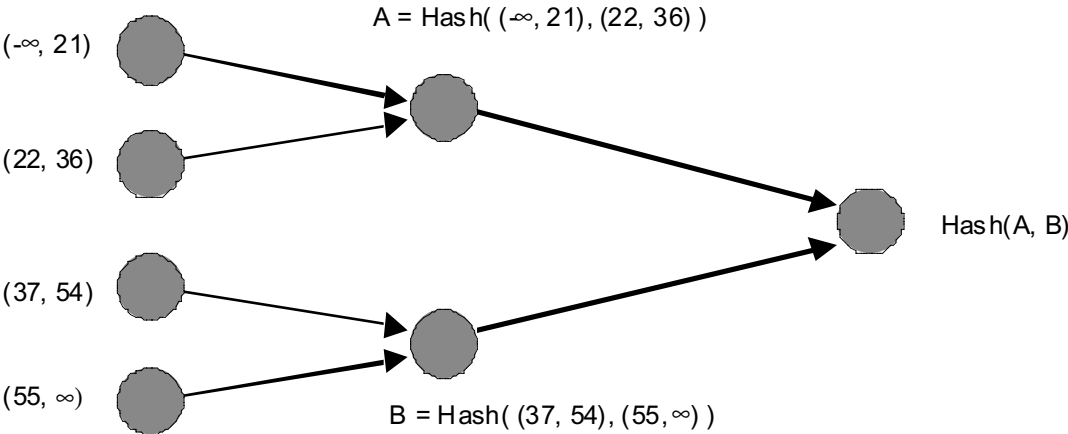 A = Hash( (-∞, 21), (22, 36) )
(-∞, 21)
(22, 36)
Hash(A, B)
(37, 54)
(55, ∞)
B = Hash( (37, 54), (55, ∞) )